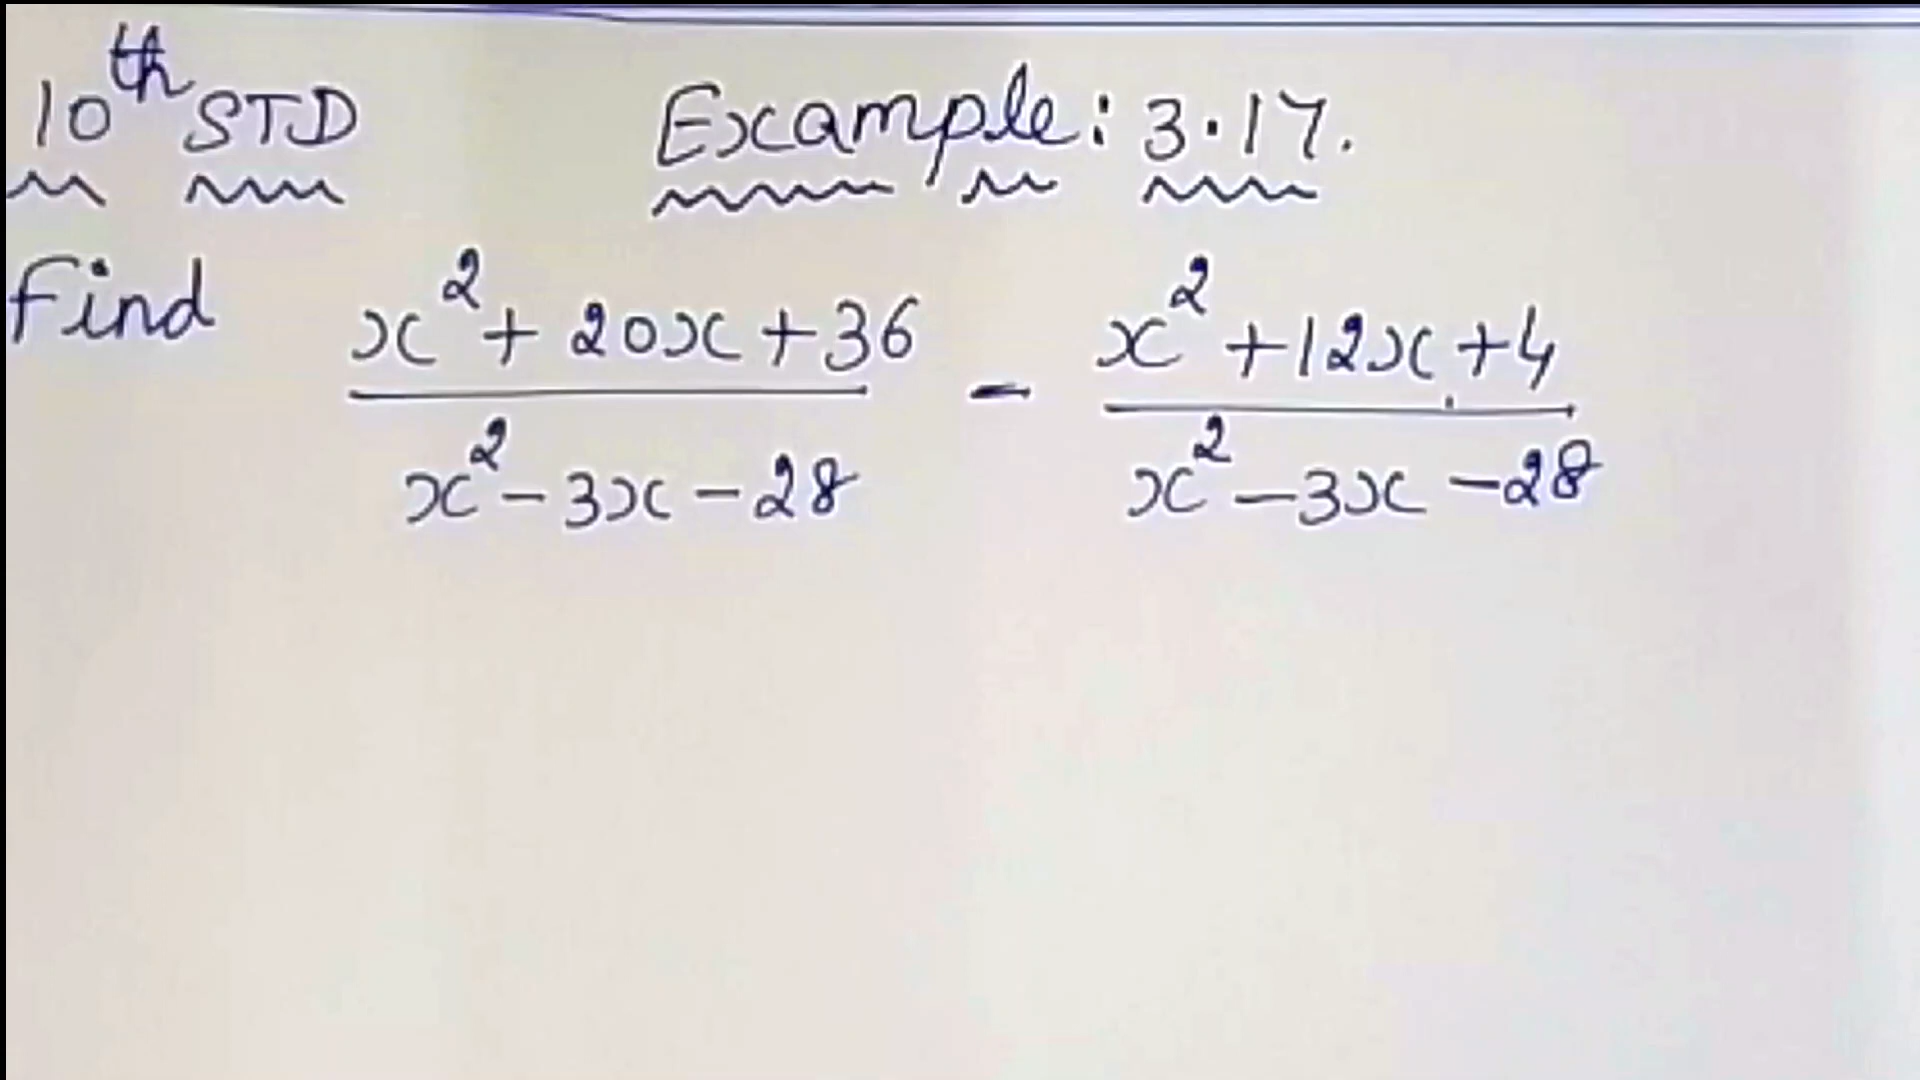 10th STD Example: 3.17.
Find x²+20x+36 / x²-3x-28 - x²+12x+4 / x²-3x-28